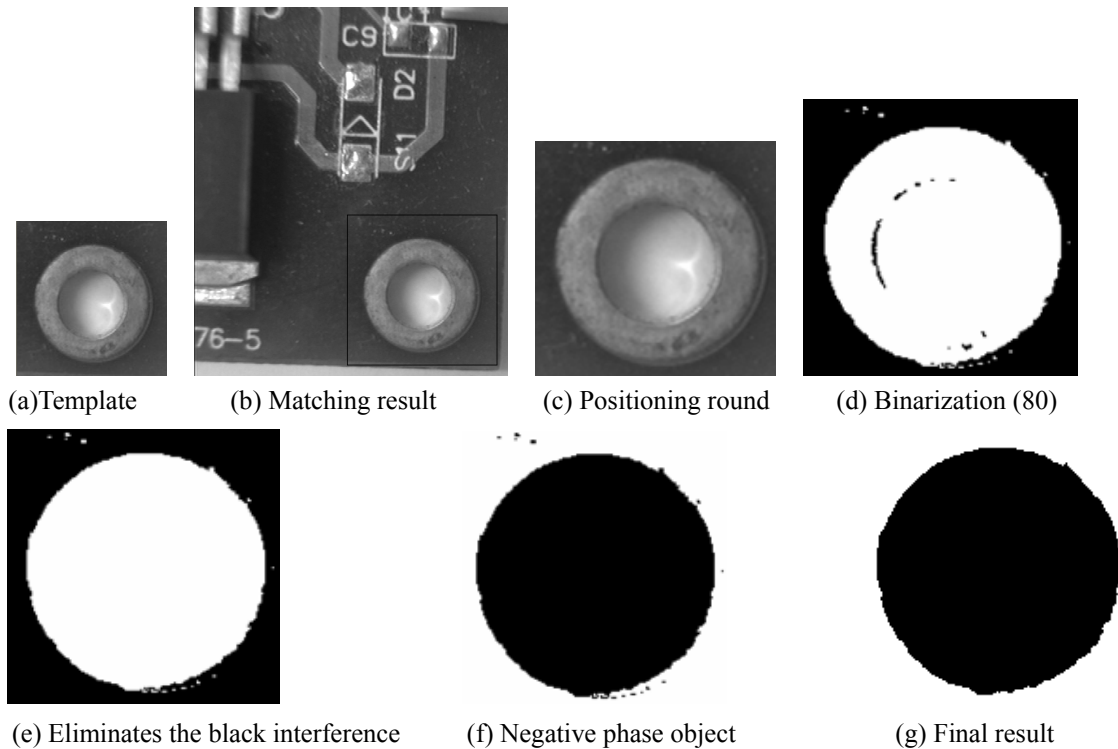 C9
D2
S11
76-5
(a)Template
(b) Matching result
(c) Positioning round
(d) Binarization (80)
(e) Eliminates the black interference
(f) Negative phase object
(g) Final result